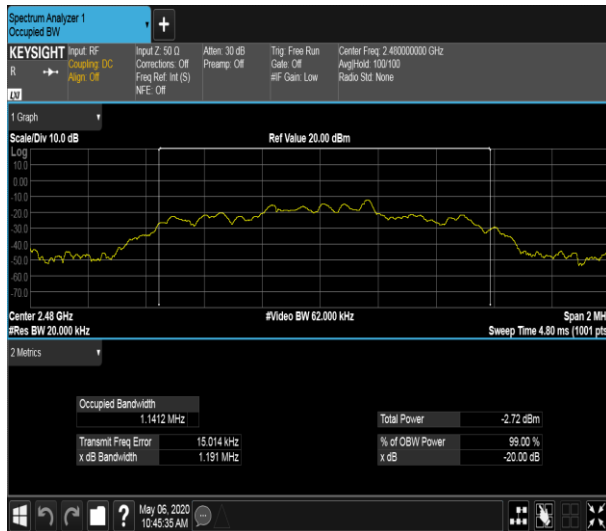 Spectrum Analyzer 1
Occupied BW
+
KEYSIGHT Input: RF Input Z: 50 Ω Atten: 30 dB Trig: Free Run Center Freq: 2.480000000 GHz
R Coupling: DC Corrections: Off Preamp: Off Gate: Off Avg|Hold: 100/100
Align: Off Freq Ref: Int (S) #IF Gain: Low Radio Std: None
LXI NFE: Off
1 Graph
Scale/Div 10.0 dB Ref Value 20.00 dBm
Log
10.0
0.00
-10.0
-20.0
-30.0
-40.0
-50.0
-60.0
-70.0
Center 2.48 GHz #Video BW 62.000 kHz Span 2 MH
#Res BW 20.000 kHz Sweep Time 4.80 ms (1001 pts
2 Metrics
Occupied Bandwidth
1.1412 MHz Total Power -2.72 dBm
Transmit Freq Error 15.014 kHz % of OBW Power 99.00 %
x dB Bandwidth 1.191 MHz x dB -20.00 dB
? May 06, 2020
10:45:35 AM